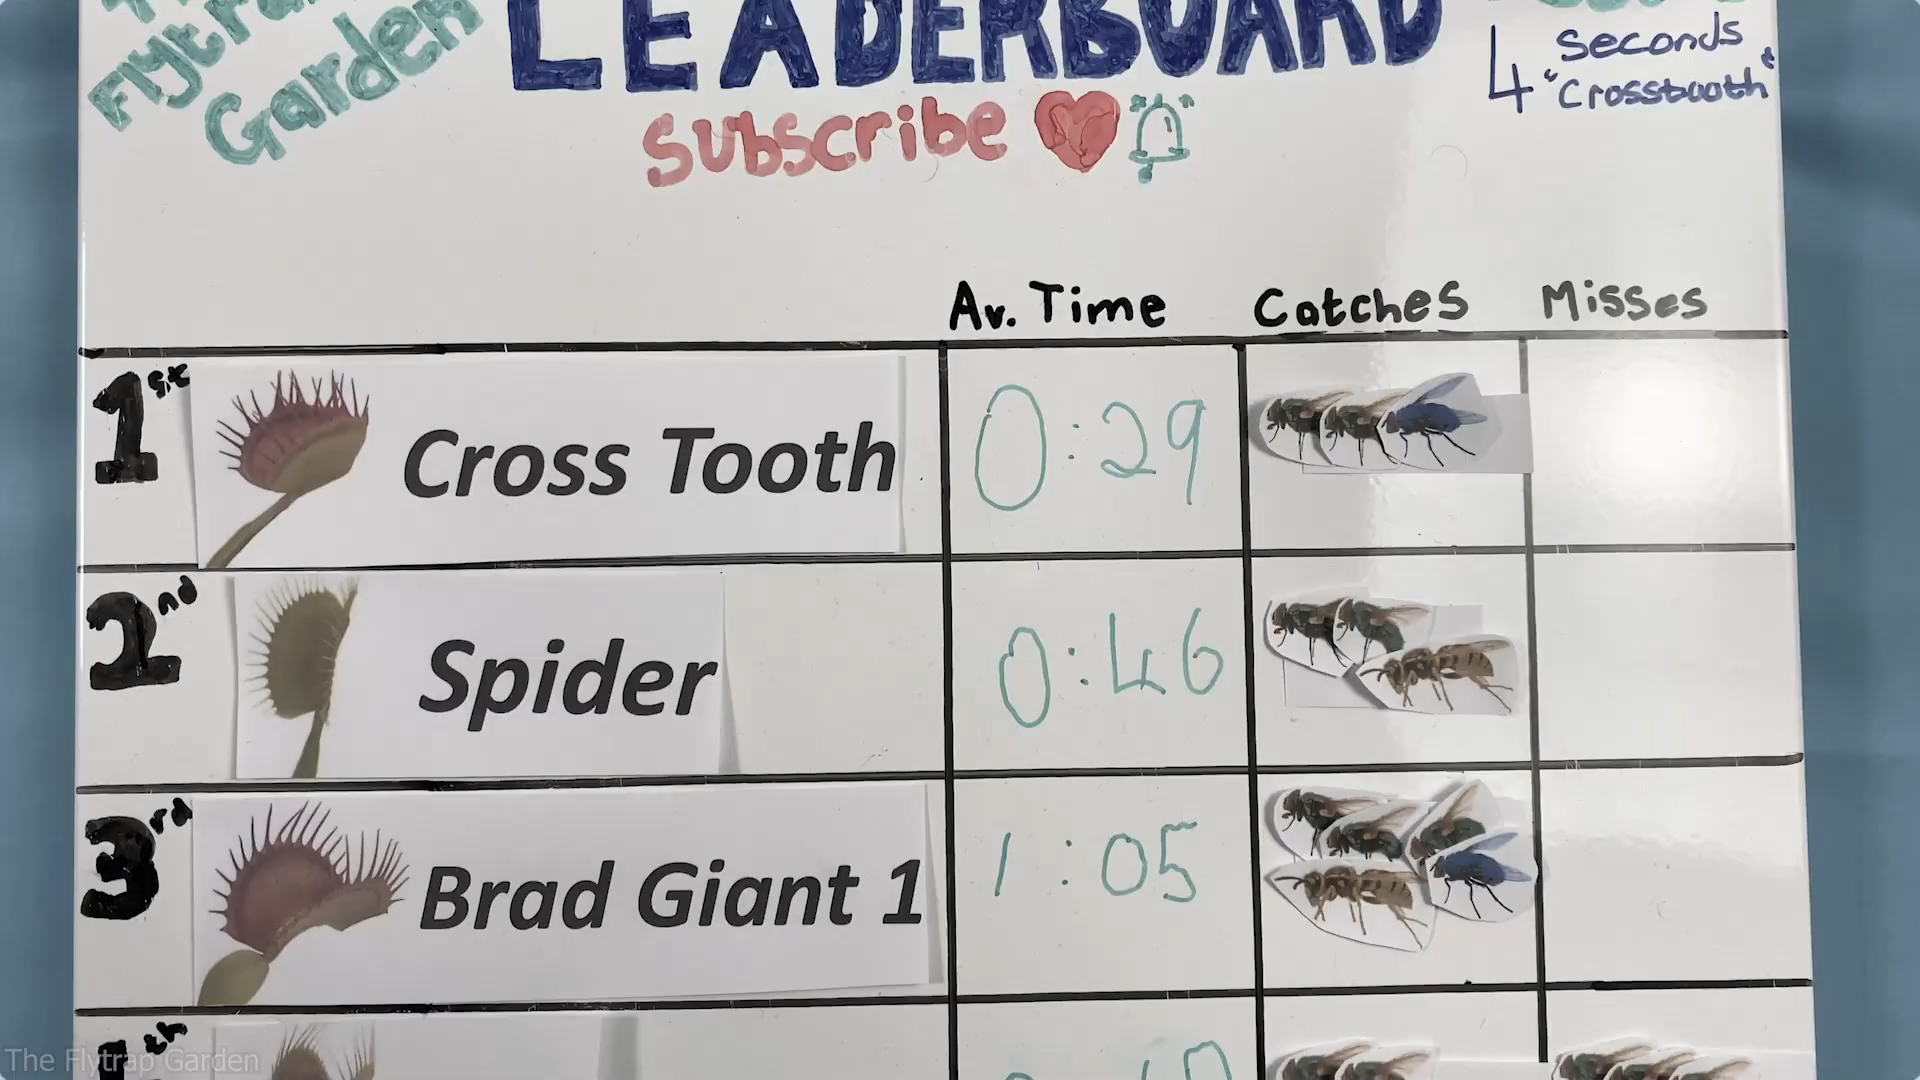 Flytrap
Garden
LEADERBOARD
Subscribe
4 Seconds
"Crosstooth"
Av. Time Catches Misses
1st Cross Tooth 0:29
2nd Spider 0:46
3rd Brad Giant 1 1:05
The Flytrap Garden